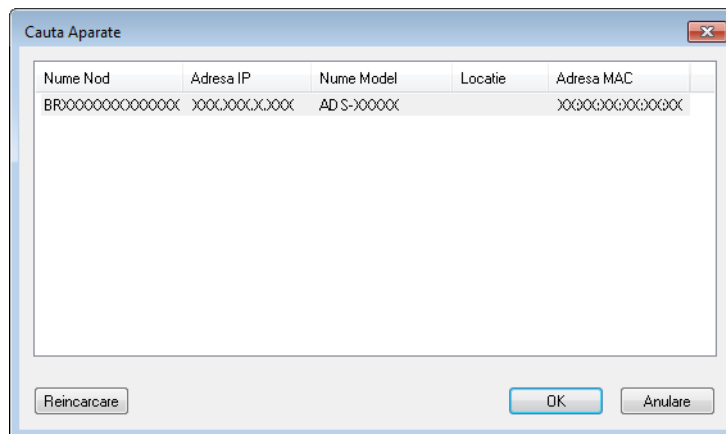 Cauta Aparate
Nume Nod Adresa IP Nume Model Locatie Adresa MAC
BRXXXXXXXXXXXXX XXX.XXX.X.XXX ADS-XXXXX XX:XX:XX:XX:XX:XX
Reincarcare OK Anulare